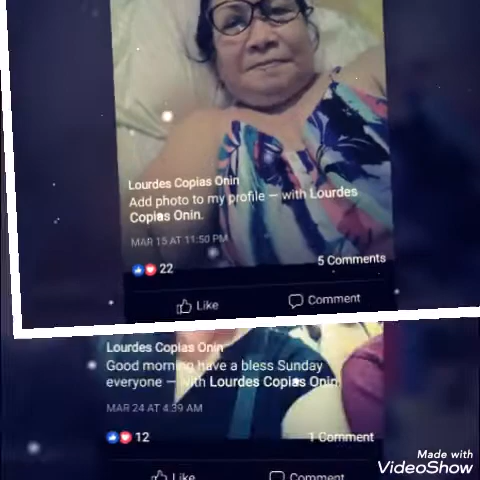 Lourdes Copias Onin
Add photo to my profile — with Lourdes
Copias Onin.
MAR 15 AT 11:50 PM
22
5 Comments
Like
Comment
Lourdes Copias Onin
Good morning have a bless Sunday
everyone — with Lourdes Copias Onin.
MAR 24 AT 4:39 AM
12
1 Comment
Like
Comment
Made with
VideoShow